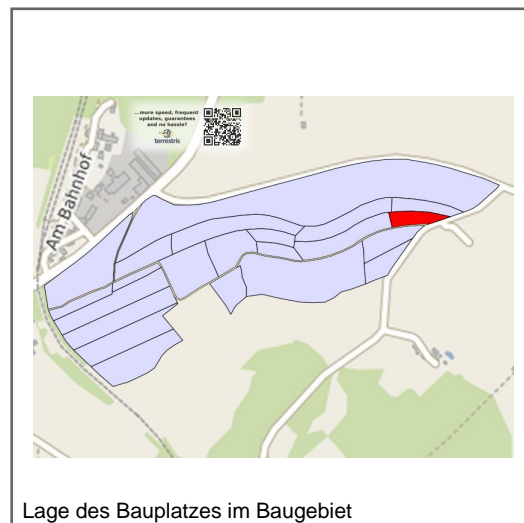 ...more speed, frequent
updates, guarantees
and no hassle?
terrestris
Am Bahnhof
Lage des Bauplatzes im Baugebiet